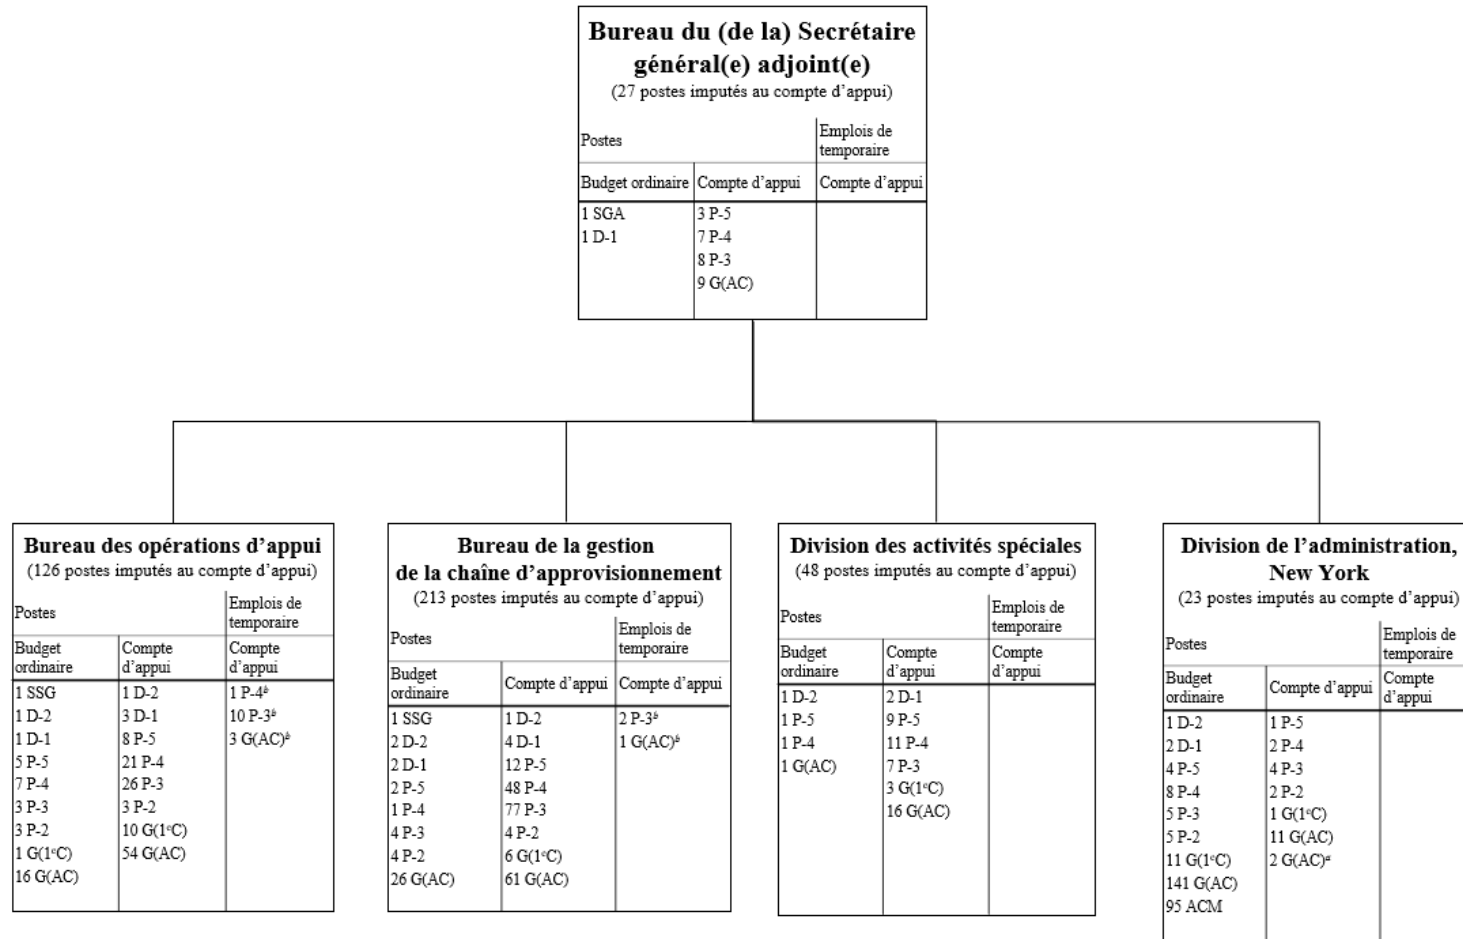 Bureau du (de la) Secrétaire
général(e) adjoint(e)
(27 postes imputés au compte d’appui)
Postes
Emplois de
temporaire
Budget ordinaire
Compte d’appui
Compte d’appui
1 SGA
1 D-1
3 P-5
7 P-4
8 P-3
9 G(AC)
Bureau des opérations d’appui
(126 postes imputés au compte d’appui)
Postes
Emplois de
temporaire
Budget
ordinaire
Compte
d’appui
Compte
d’appui
1 SSG
1 D-2
1 D-1
5 P-5
7 P-4
3 P-3
3 P-2
1 G(1ᵉC)
16 G(AC)
1 D-2
3 D-1
8 P-5
21 P-4
26 P-3
3 P-2
10 G(1ᵉC)
54 G(AC)
1 P-4ᵇ
10 P-3ᵇ
3 G(AC)ᵇ
Bureau de la gestion
de la chaîne d’approvisionnement
(213 postes imputés au compte d’appui)
Postes
Emplois de
temporaire
Budget
ordinaire
Compte d’appui
Compte d’appui
1 SSG
2 D-2
2 D-1
2 P-5
1 P-4
4 P-3
4 P-2
26 G(AC)
1 D-2
4 D-1
12 P-5
48 P-4
77 P-3
4 P-2
6 G(1ᵉC)
61 G(AC)
2 P-3ᵇ
1 G(AC)ᵇ
Division des activités spéciales
(48 postes imputés au compte d’appui)
Postes
Emplois de
temporaire
Budget
ordinaire
Compte
d’appui
Compte
d’appui
1 D-2
1 P-5
1 P-4
1 G(AC)
2 D-1
9 P-5
11 P-4
7 P-3
3 G(1ᵉC)
16 G(AC)
Division de l’administration,
New York
(23 postes imputés au compte d’appui)
Postes
Emplois de
temporaire
Budget
ordinaire
Compte d’appui
Compte
d’appui
1 D-2
2 D-1
4 P-5
8 P-4
5 P-3
5 P-2
11 G(1ᵉC)
141 G(AC)
95 ACM
1 P-5
2 P-4
4 P-3
2 P-2
1 G(1ᵉC)
11 G(AC)
2 G(AC)ᵃ